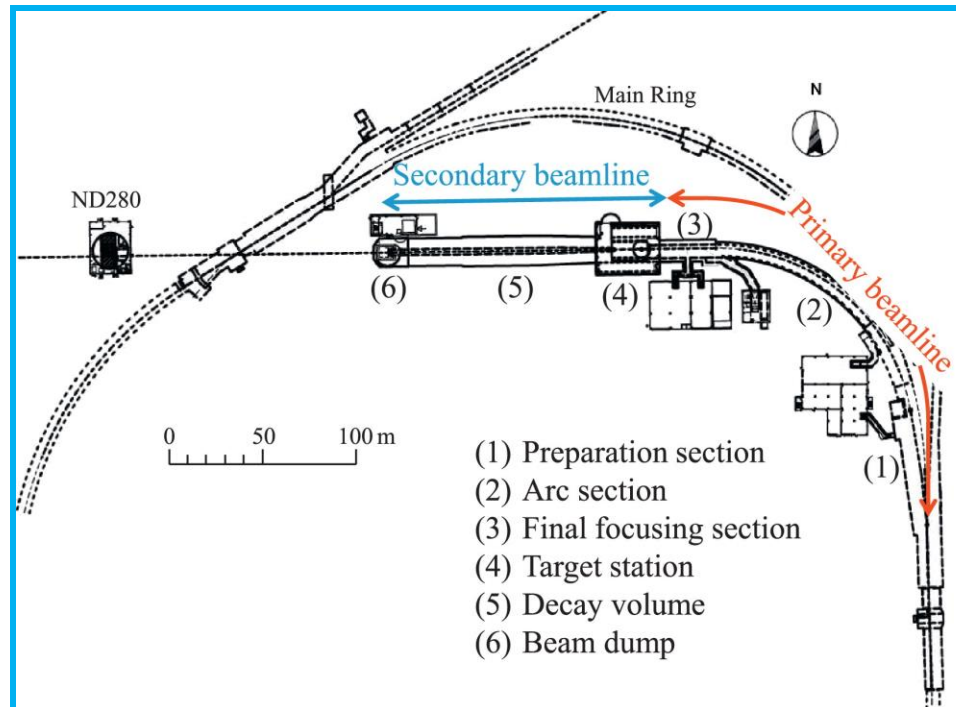 N
Main Ring
Secondary beamline
ND280
(3)
Primary beamline
(6)
(5)
(4)
(2)
0 50 100 m
(1)
(1) Preparation section
(2) Arc section
(3) Final focusing section
(4) Target station
(5) Decay volume
(6) Beam dump